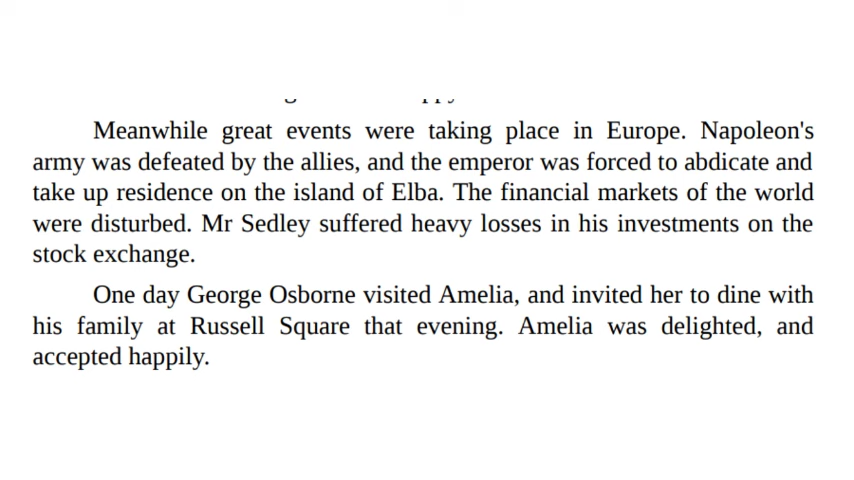 Meanwhile great events were taking place in Europe. Napoleon's
army was defeated by the allies, and the emperor was forced to abdicate and
take up residence on the island of Elba. The financial markets of the world
were disturbed. Mr Sedley suffered heavy losses in his investments on the
stock exchange.
One day George Osborne visited Amelia, and invited her to dine with
his family at Russell Square that evening. Amelia was delighted, and
accepted happily.